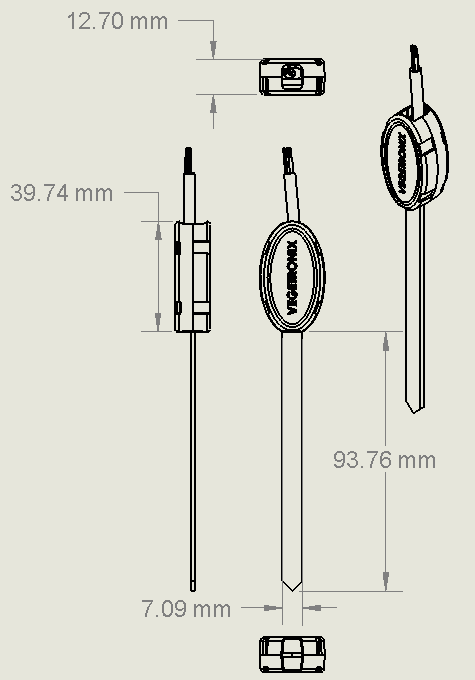 12.70 mm
39.74 mm
VEGETRONIX
VEGETRONIX
93.76 mm
7.09 mm